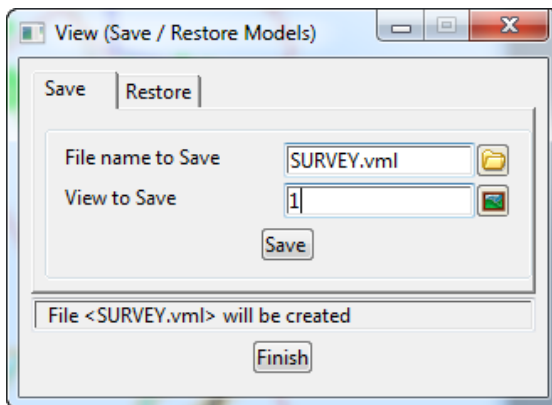 View (Save / Restore Models)
Save Restore
File name to Save SURVEY.vml
View to Save 1
Save
File <SURVEY.vml> will be created
Finish